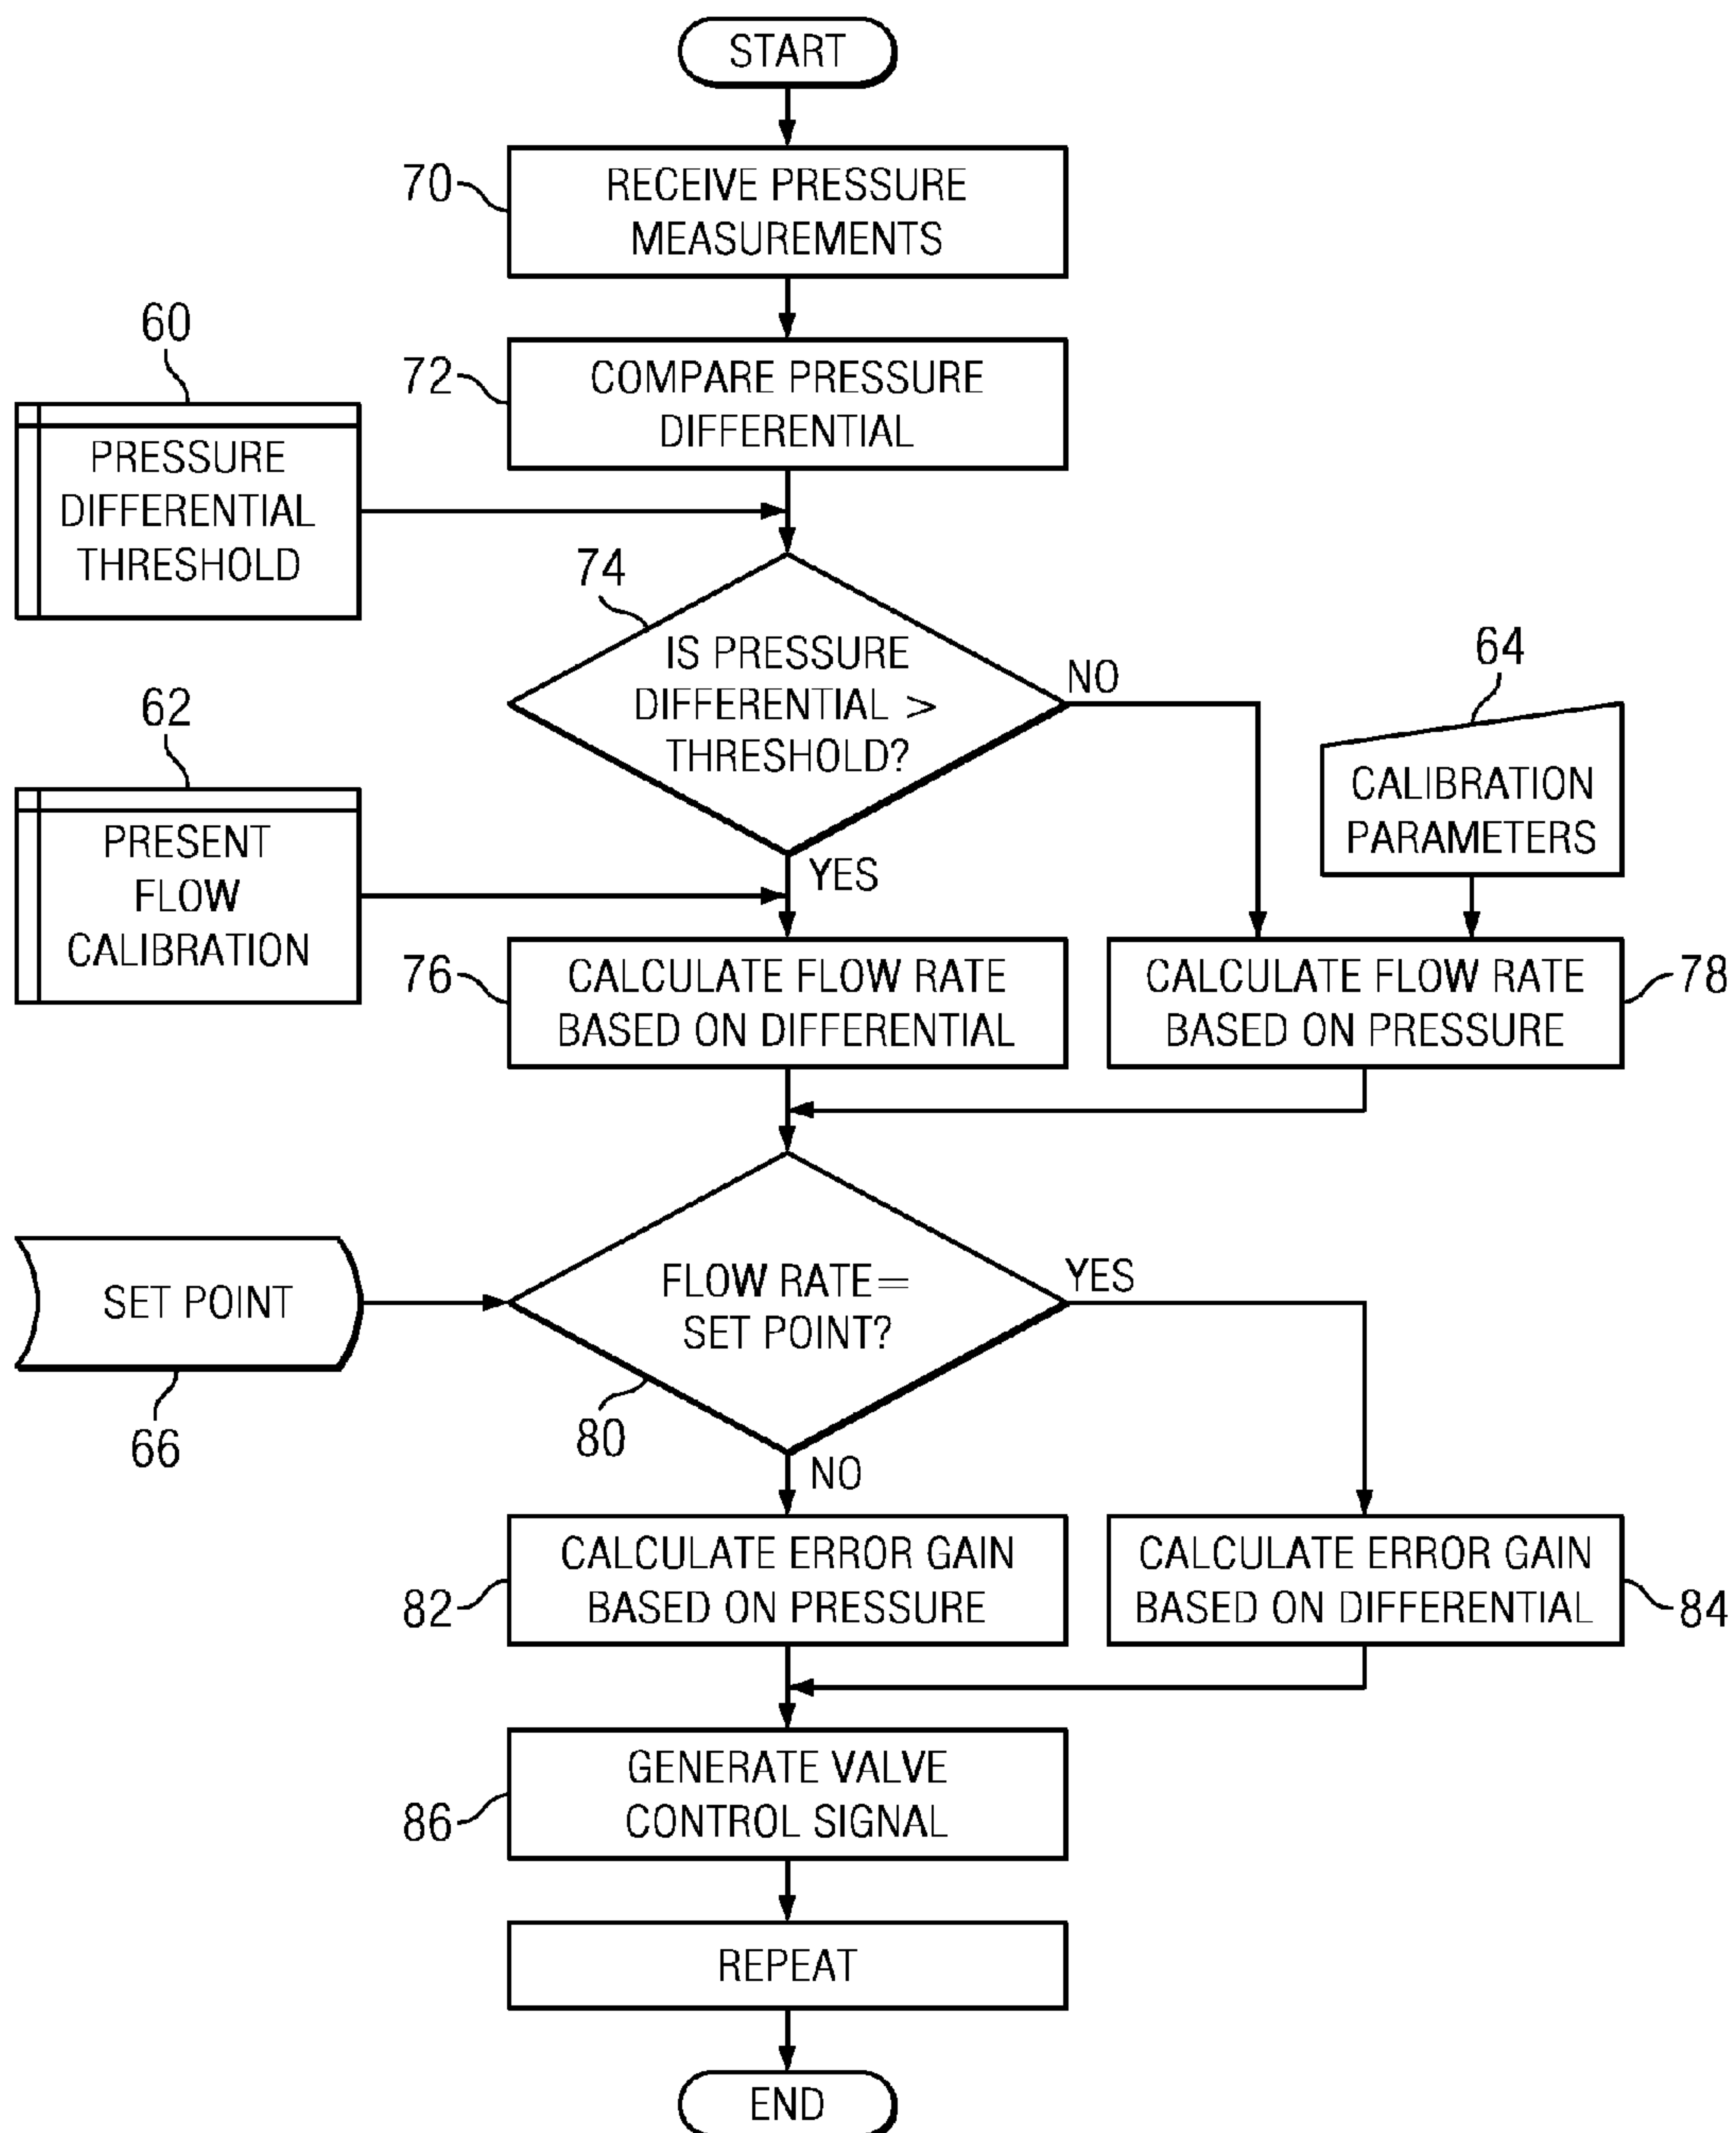 START
70
RECEIVE PRESSURE
MEASUREMENTS
60
72
COMPARE PRESSURE
DIFFERENTIAL
PRESSURE
DIFFERENTIAL
THRESHOLD
74
IS PRESSURE
DIFFERENTIAL >
THRESHOLD?
NO
64
CALIBRATION
PARAMETERS
62
PRESENT
FLOW
CALIBRATION
YES
76
CALCULATE FLOW RATE
BASED ON DIFFERENTIAL
CALCULATE FLOW RATE
BASED ON PRESSURE
78
SET POINT
66
FLOW RATE=
SET POINT?
YES
80
NO
82
CALCULATE ERROR GAIN
BASED ON PRESSURE
CALCULATE ERROR GAIN
BASED ON DIFFERENTIAL
84
86
GENERATE VALVE
CONTROL SIGNAL
REPEAT
END